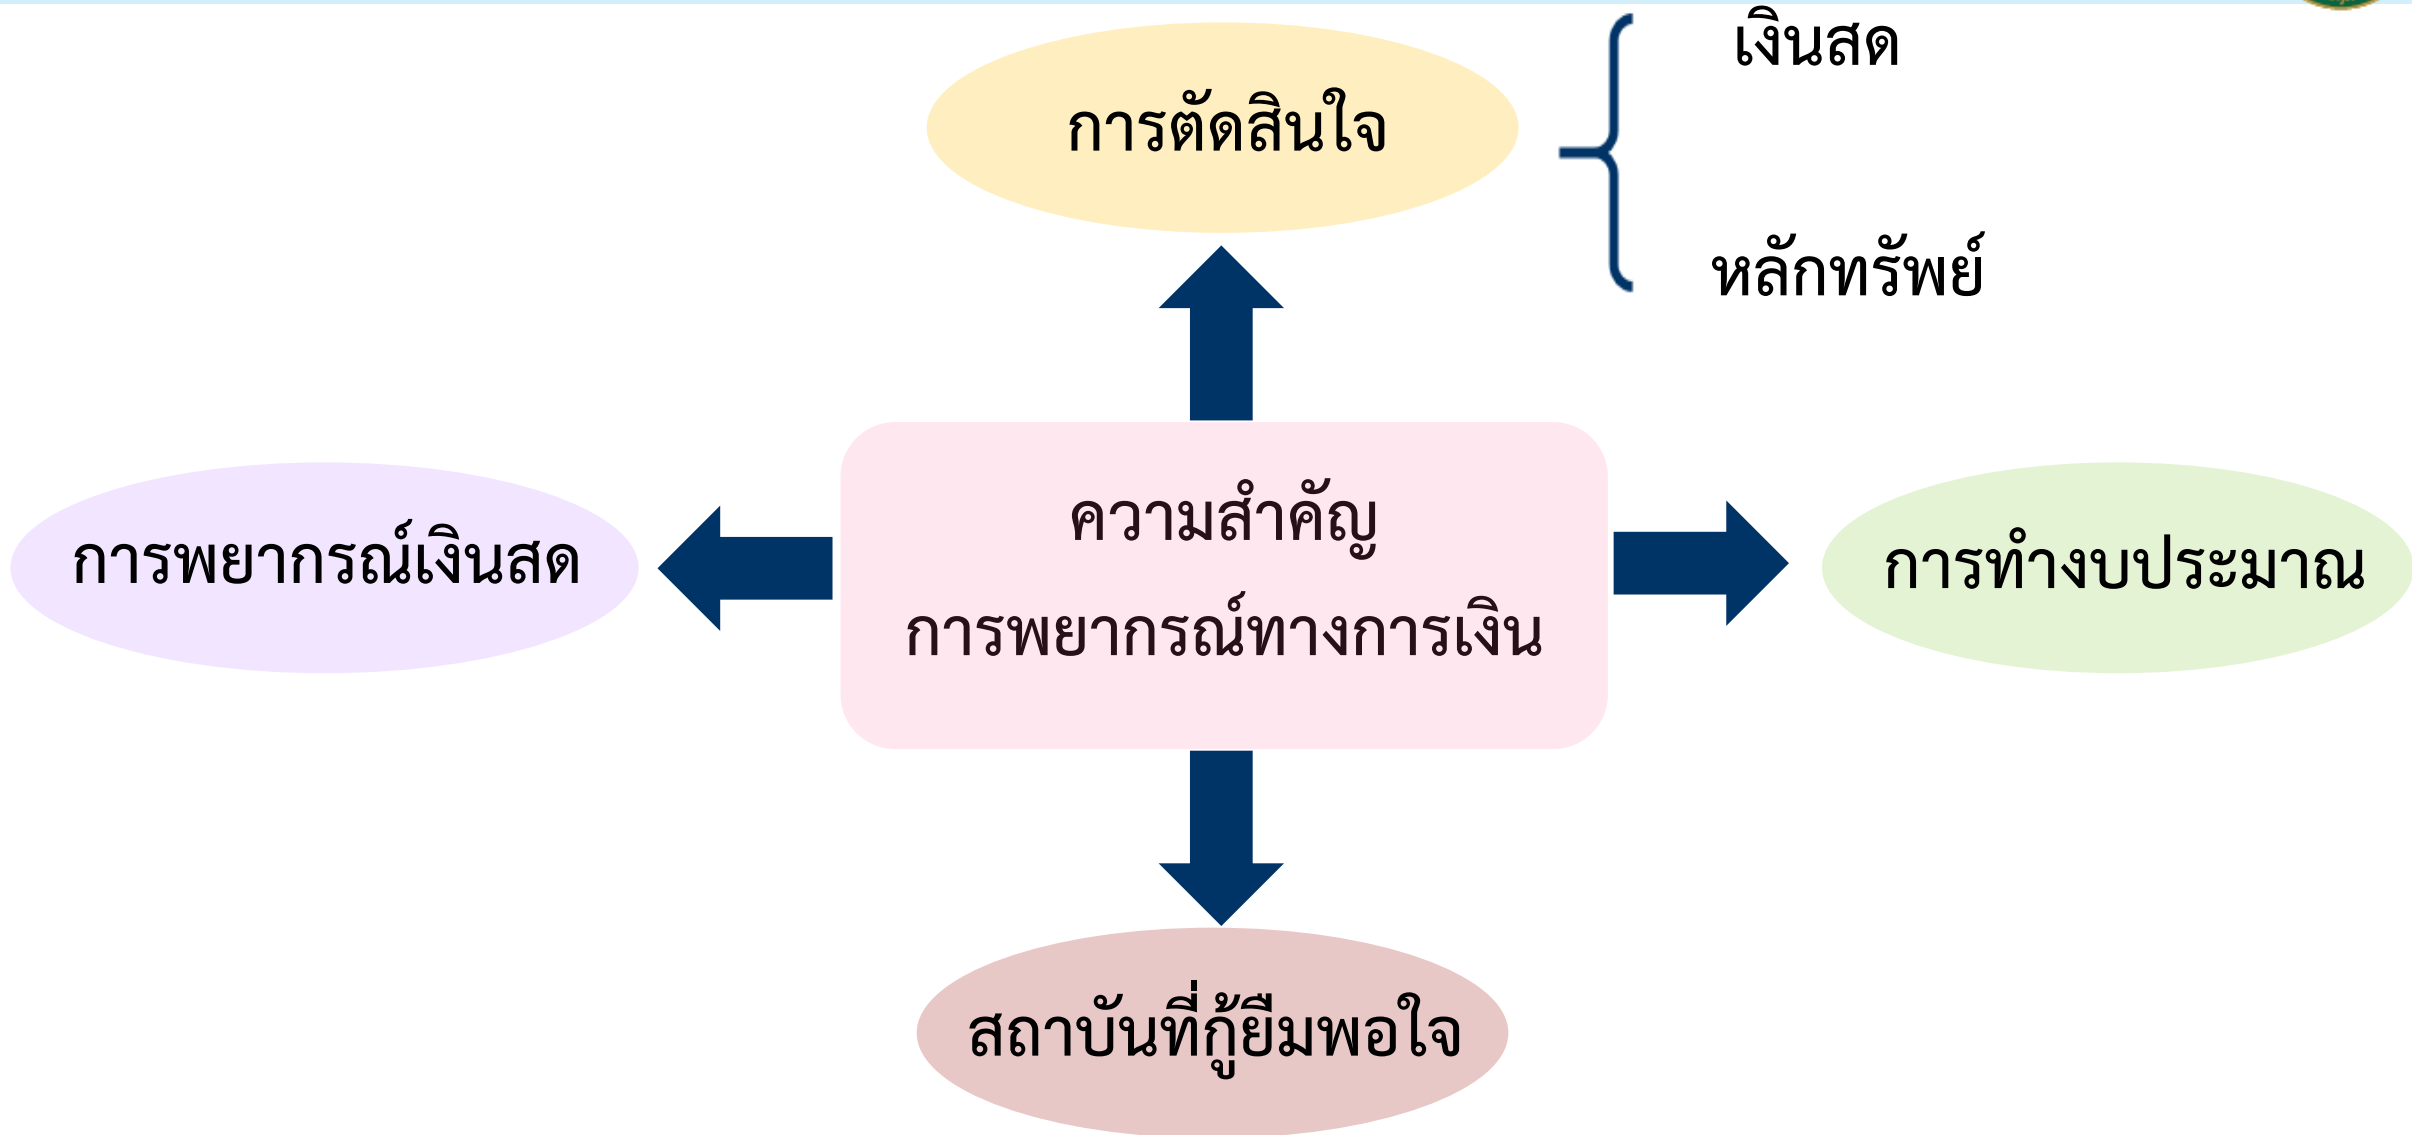 เงินสด
การตัดสินใจ
หลักทรัพย์
ความสำคัญ
การพยากรณ์เงินสด
การทำงบประมาณ
การพยากรณ์ทางการเงิน
สถาบันที่กู้ยืมพอใจ